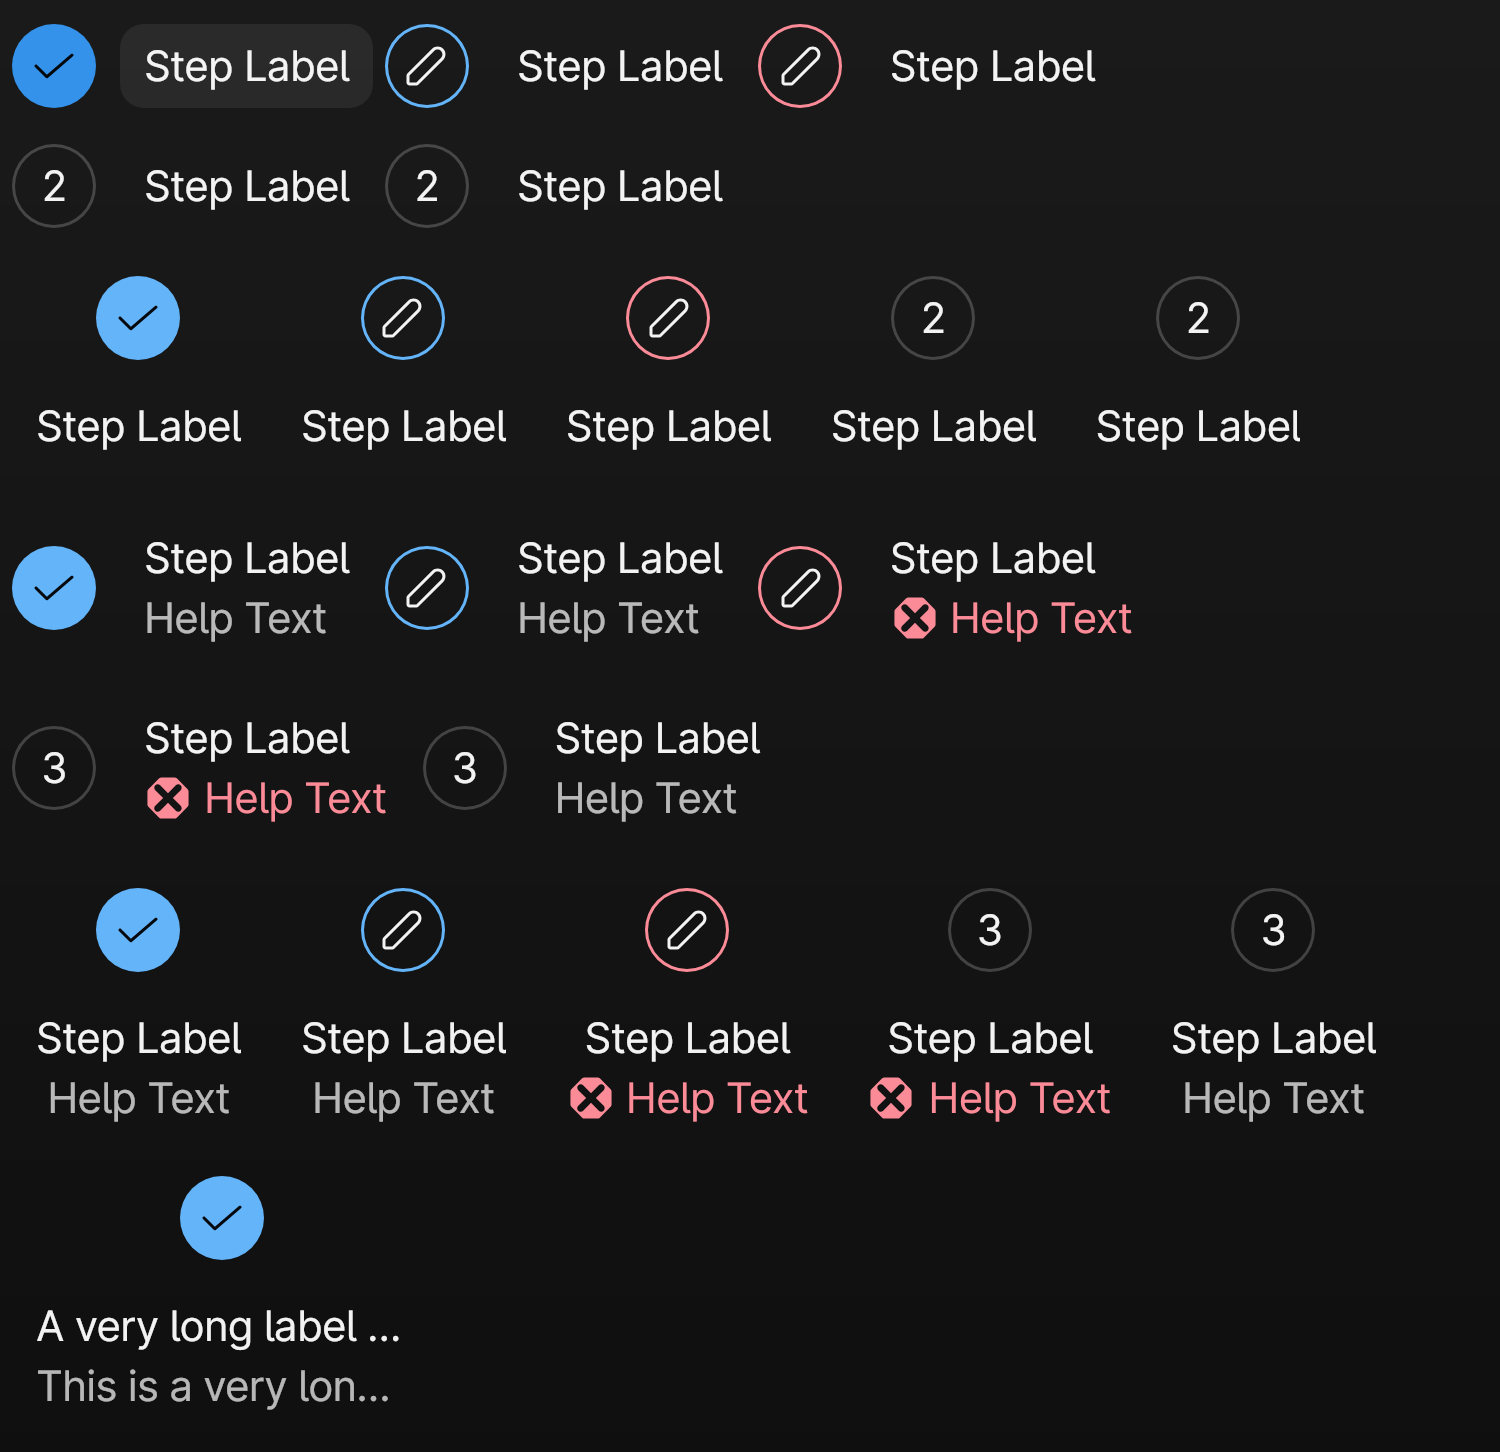 Step Label Step Label Step Label
2 Step Label 2 Step Label
2 2
Step Label Step Label Step Label Step Label Step Label
Step Label Step Label Step Label
Help Text Help Text Help Text
3 Step Label 3 Step Label
Help Text Help Text
3 3
Step Label Step Label Step Label Step Label Step Label
Help Text Help Text Help Text Help Text Help Text
A very long label ...
This is a very lon...